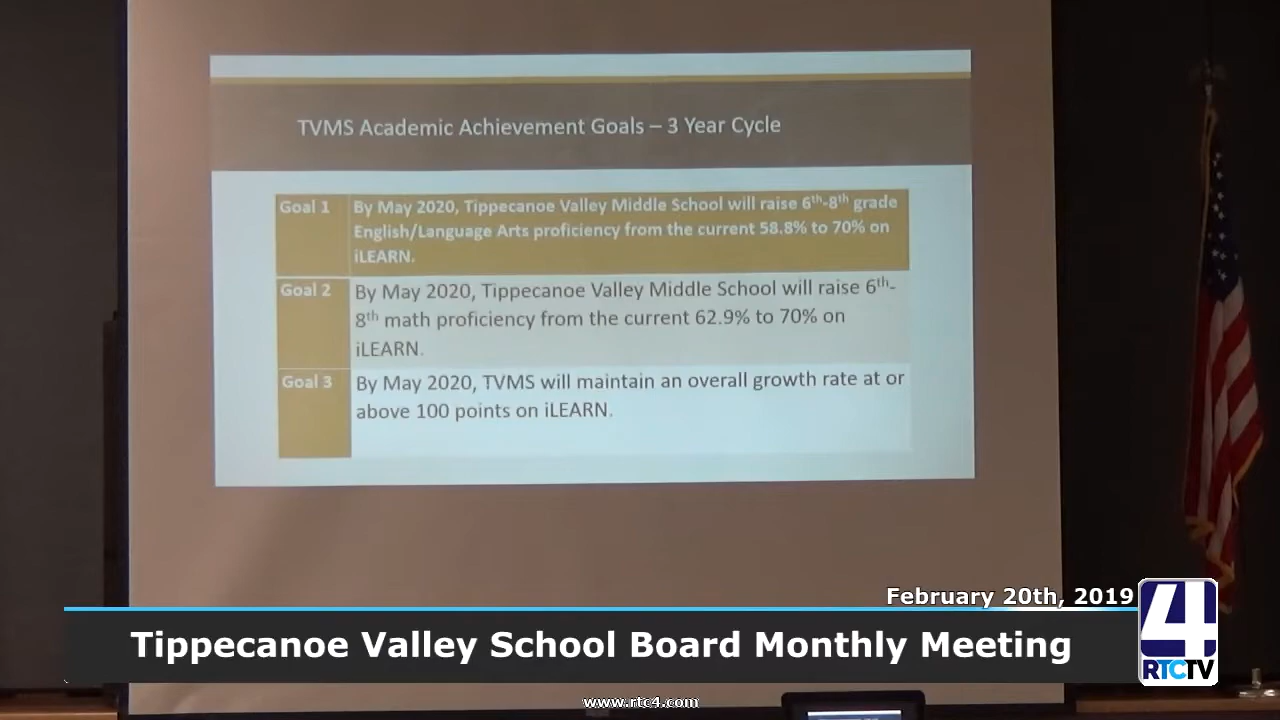 TVMS Academic Achievement Goals – 3 Year Cycle
Goal 1
By May 2020, Tippecanoe Valley Middle School will raise 6th-8th grade
English/Language Arts proficiency from the current 58.8% to 70% on
iLEARN.
Goal 2
By May 2020, Tippecanoe Valley Middle School will raise 6th-
8th math proficiency from the current 62.9% to 70% on
iLEARN.
Goal 3
By May 2020, TVMS will maintain an overall growth rate at or
above 100 points on iLEARN.
February 20th, 2019
Tippecanoe Valley School Board Monthly Meeting
4
RTCTV
www.rtc4.com